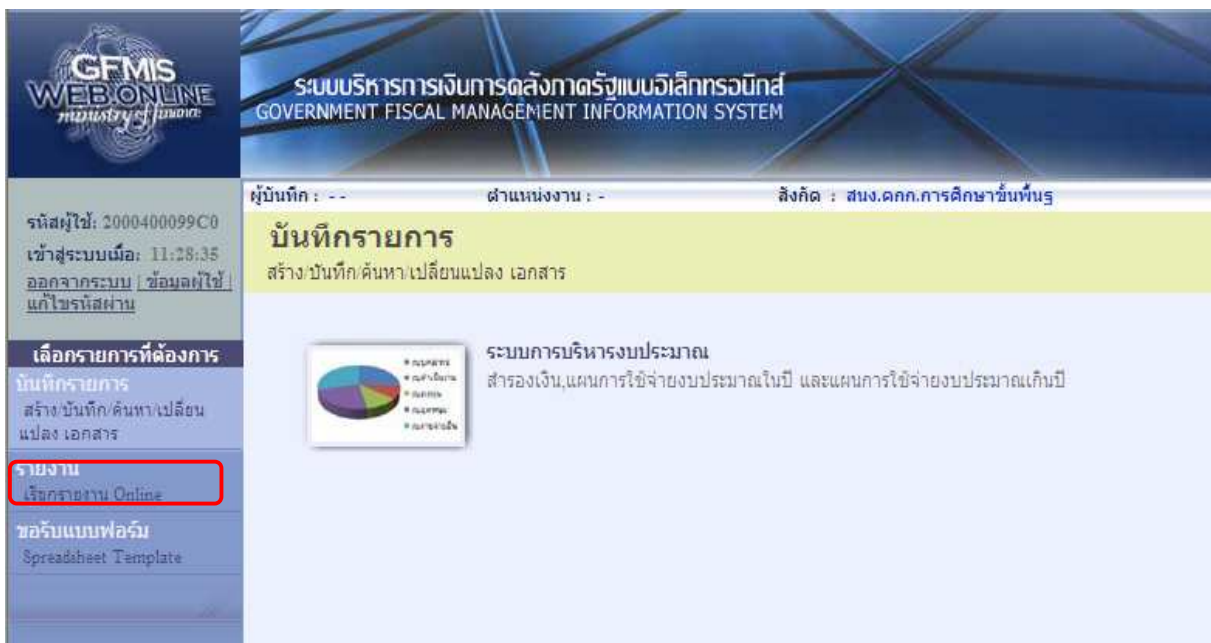 GFMIS
WEB ONLINE
ministry of finance
ระบบบริหารการเงินการคลังภาครัฐแบบอิเล็กทรอนิกส์
GOVERNMENT FISCAL MANAGEMENT INFORMATION SYSTEM
ผู้บันทึก : - - ตำแหน่งงาน : - สังกัด : สนง.คกก.การศึกษาขั้นพื้นฐ
รหัสผู้ใช้: 2000400099C0
เข้าสู่ระบบเมื่อ: 11:28:35
ออกจากระบบ | ข้อมูลผู้ใช้ |
แก้ไขรหัสผ่าน
บันทึกรายการ
สร้าง/บันทึก/ค้นหา/เปลี่ยนแปลง เอกสาร
เลือกรายการที่ต้องการ
บันทึกรายการ
สร้าง/บันทึก/ค้นหา/เปลี่ยน
แปลง เอกสาร
รายงาน
เรียกรายงาน Online
ขอรับแบบฟอร์ม
Spreadsheet Template
ระบบการบริหารงบประมาณ
สำรองเงิน,แผนการใช้จ่ายงบประมาณในปี และแผนการใช้จ่ายงบประมาณเกินปี